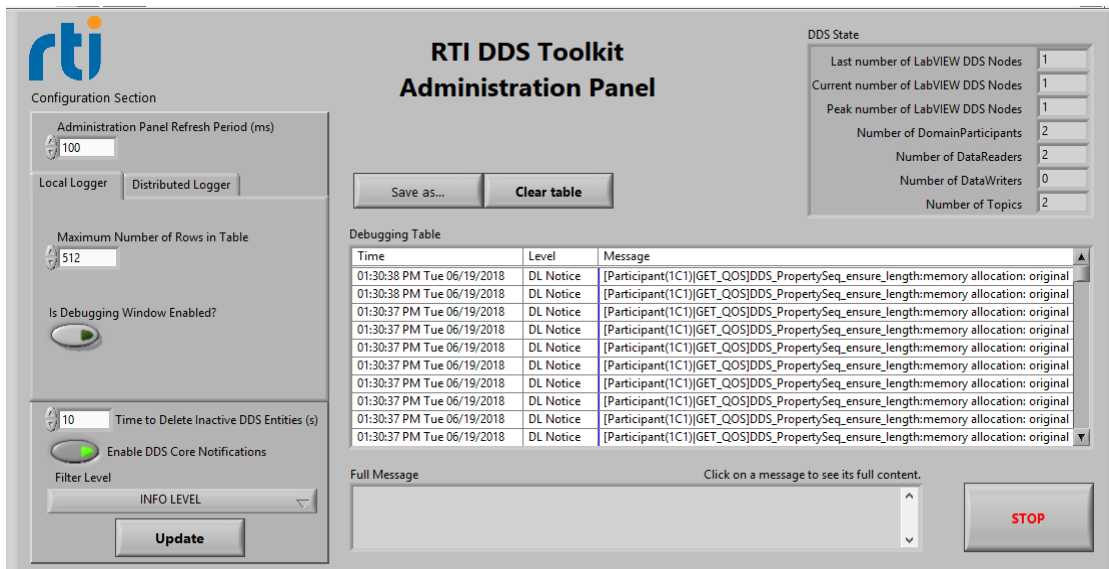 rti
RTI DDS Toolkit
Administration Panel
Configuration Section
Administration Panel Refresh Period (ms)
100
Local Logger
Distributed Logger
Maximum Number of Rows in Table
512
Is Debugging Window Enabled?
10
Time to Delete Inactive DDS Entities (s)
Enable DDS Core Notifications
Filter Level
INFO LEVEL
Update
DDS State
Last number of LabVIEW DDS Nodes 1
Current number of LabVIEW DDS Nodes 1
Peak number of LabVIEW DDS Nodes 1
Number of DomainParticipants 2
Number of DataReaders 2
Number of DataWriters 0
Number of Topics 2
Save as...
Clear table
Debugging Table
Time Level Message
01:30:38 PM Tue 06/19/2018 DL Notice [Participant(1C1)|GET_QOS]DDS_PropertySeq_ensure_length:memory allocation: original
01:30:38 PM Tue 06/19/2018 DL Notice [Participant(1C1)|GET_QOS]DDS_PropertySeq_ensure_length:memory allocation: original
01:30:37 PM Tue 06/19/2018 DL Notice [Participant(1C1)|GET_QOS]DDS_PropertySeq_ensure_length:memory allocation: original
01:30:37 PM Tue 06/19/2018 DL Notice [Participant(1C1)|GET_QOS]DDS_PropertySeq_ensure_length:memory allocation: original
01:30:37 PM Tue 06/19/2018 DL Notice [Participant(1C1)|GET_QOS]DDS_PropertySeq_ensure_length:memory allocation: original
01:30:37 PM Tue 06/19/2018 DL Notice [Participant(1C1)|GET_QOS]DDS_PropertySeq_ensure_length:memory allocation: original
01:30:37 PM Tue 06/19/2018 DL Notice [Participant(1C1)|GET_QOS]DDS_PropertySeq_ensure_length:memory allocation: original
01:30:37 PM Tue 06/19/2018 DL Notice [Participant(1C1)|GET_QOS]DDS_PropertySeq_ensure_length:memory allocation: original
01:30:37 PM Tue 06/19/2018 DL Notice [Participant(1C1)|GET_QOS]DDS_PropertySeq_ensure_length:memory allocation: original
01:30:37 PM Tue 06/19/2018 DL Notice [Participant(1C1)|GET_QOS]DDS_PropertySeq_ensure_length:memory allocation: original
Full Message
Click on a message to see its full content.
STOP